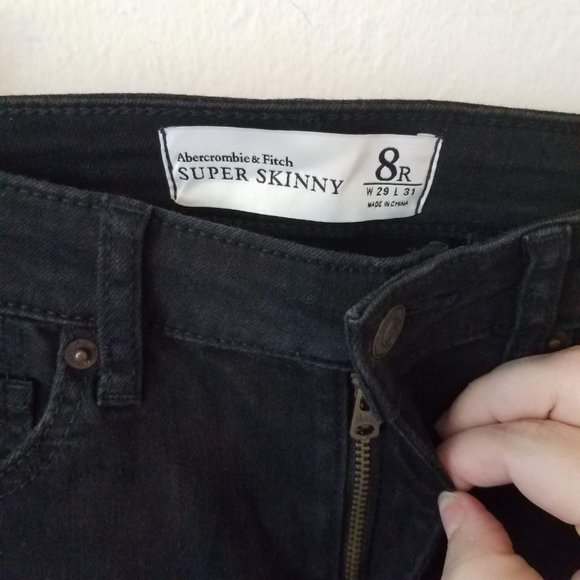 Abercrombie & Fitch
SUPER SKINNY
8R
W 29 L 31
MADE IN CHINA